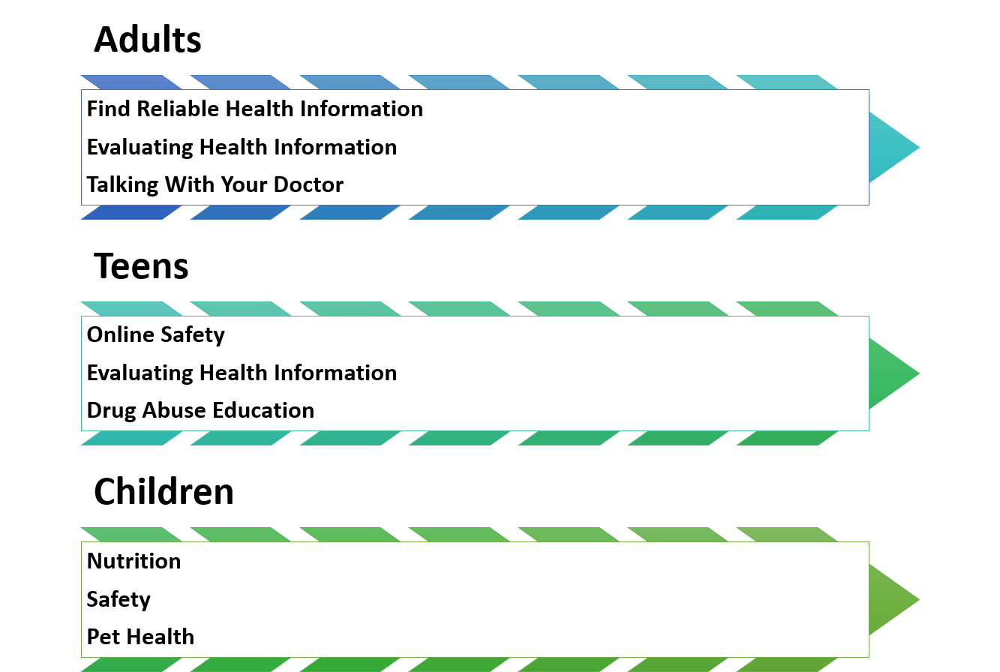 Adults
Find Reliable Health Information
Evaluating Health Information
Talking With Your Doctor
Teens
Online Safety
Evaluating Health Information
Drug Abuse Education
Children
Nutrition
Safety
Pet Health